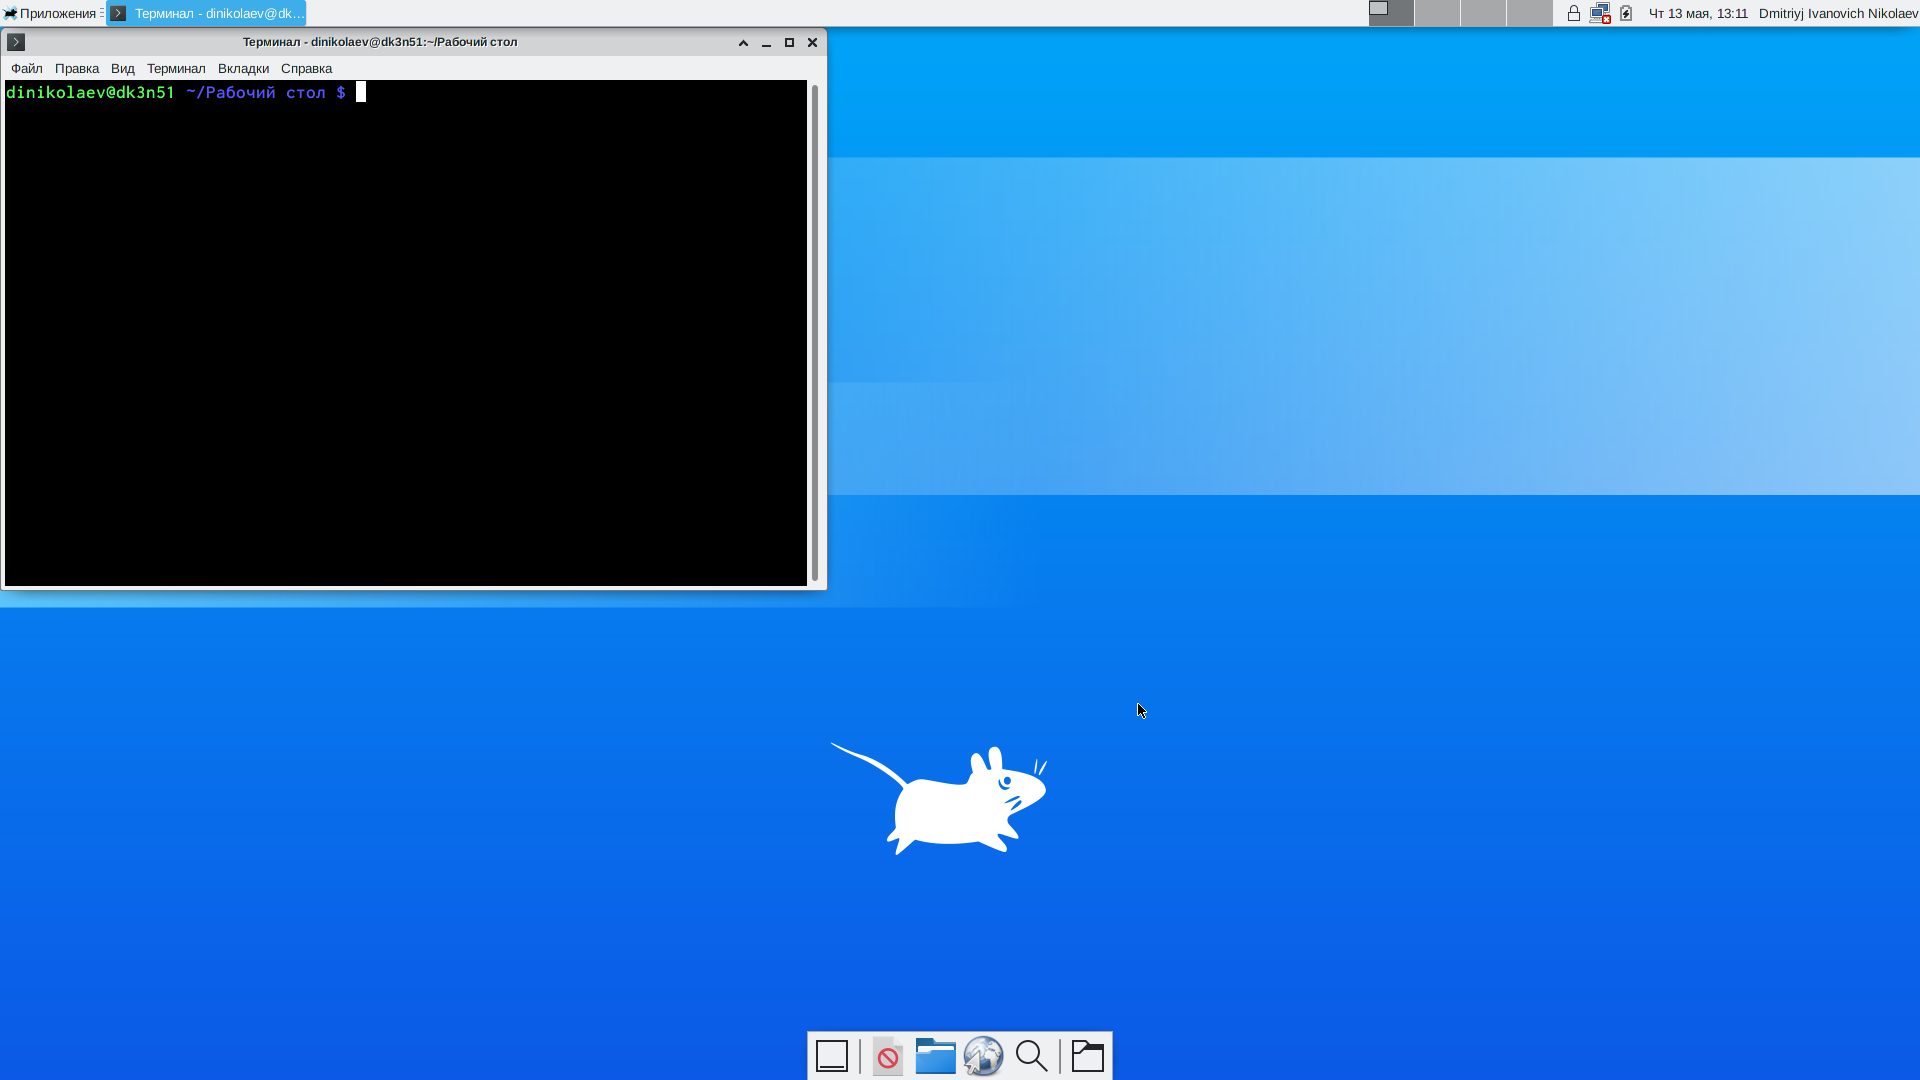 Приложения
Терминал - dinikolaev@dk...
Чт 13 мая, 13:11
Dmitriyj Ivanovich Nikolaev
Терминал - dinikolaev@dk3n51:~/Рабочий стол
Файл Правка Вид Терминал Вкладки Справка
dinikolaev@dk3n51 ~/Рабочий стол $